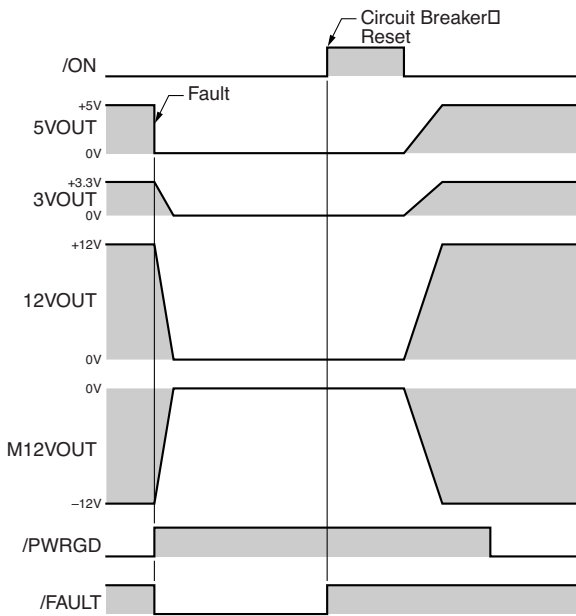 Circuit Breaker□
Reset
/ON
+5V
Fault
5VOUT
0V
+3.3V
3VOUT
0V
+12V
12VOUT
0V
0V
M12VOUT
–12V
/PWRGD
/FAULT